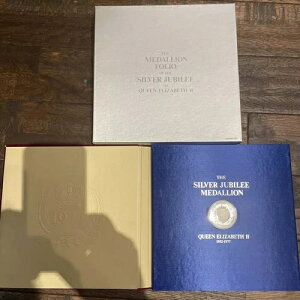 THE
MEDALLION
FOLIO
OF THE
SILVER JUBILEE
OF
QUEEN ELIZABETH II
THE
SILVER JUBILEE
MEDALLION
QUEEN ELIZABETH II
1952-1977